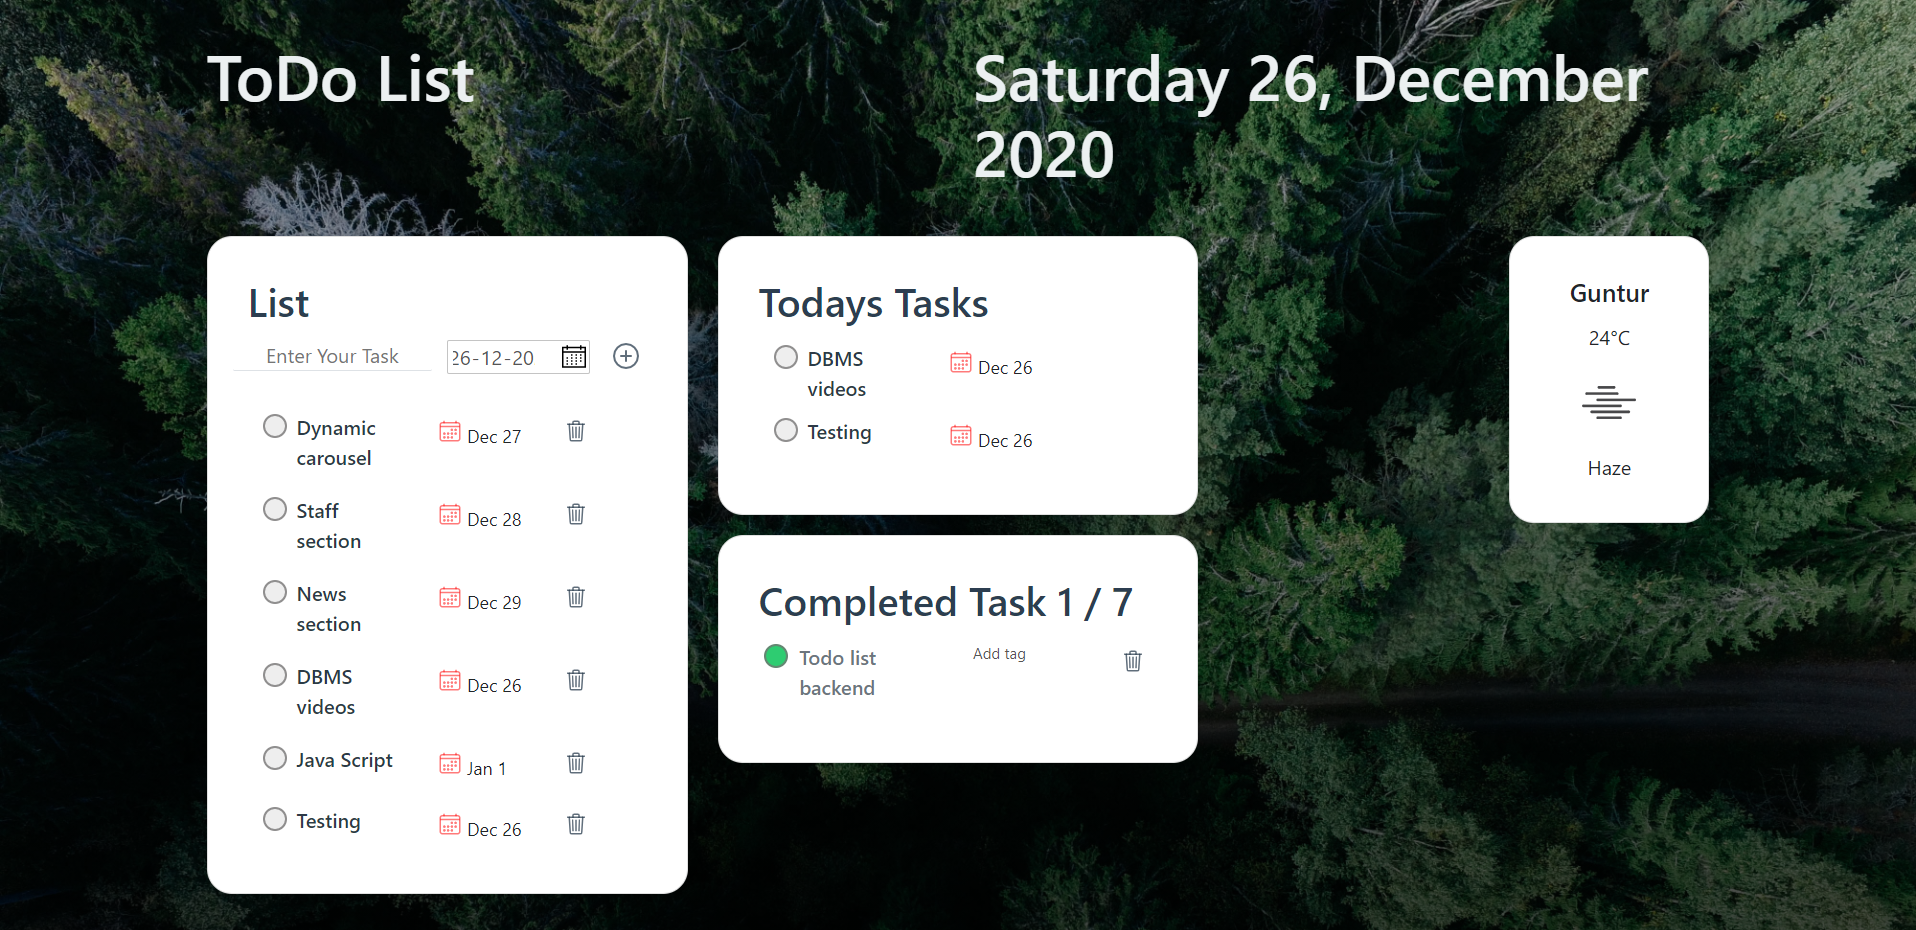 ToDo List
Saturday 26, December
2020
List
Enter Your Task
26-12-20
Dynamic
carousel
Dec 27
Staff
section
Dec 28
News
section
Dec 29
DBMS
videos
Dec 26
Java Script
Jan 1
Testing
Dec 26
Todays Tasks
DBMS
videos
Dec 26
Testing
Dec 26
Completed Task 1 / 7
Todo list
backend
Add tag
Guntur
24°C
Haze